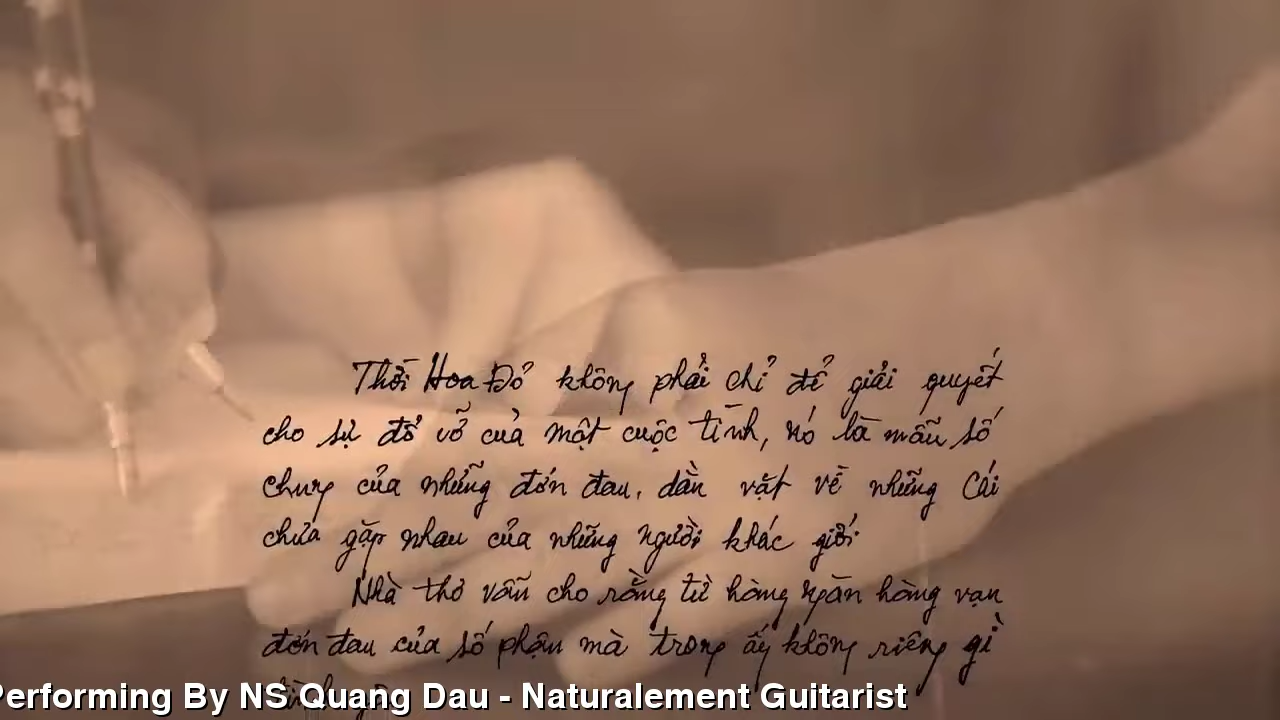 Thời Hoa Đỏ không phải chỉ để giải quyết
cho sự đổ vỡ của một cuộc tình, nó là mẫu số
chung của những đớn đau, dằn vặt về những cái
chưa gặp nhau của những người khác giới.
Nhà thơ vẫn cho rằng từ hàng ngàn hàng vạn
đớn đau của số phận mà trong ấy không riêng gì
Performing By NS Quang Dau - Naturalement Guitarist